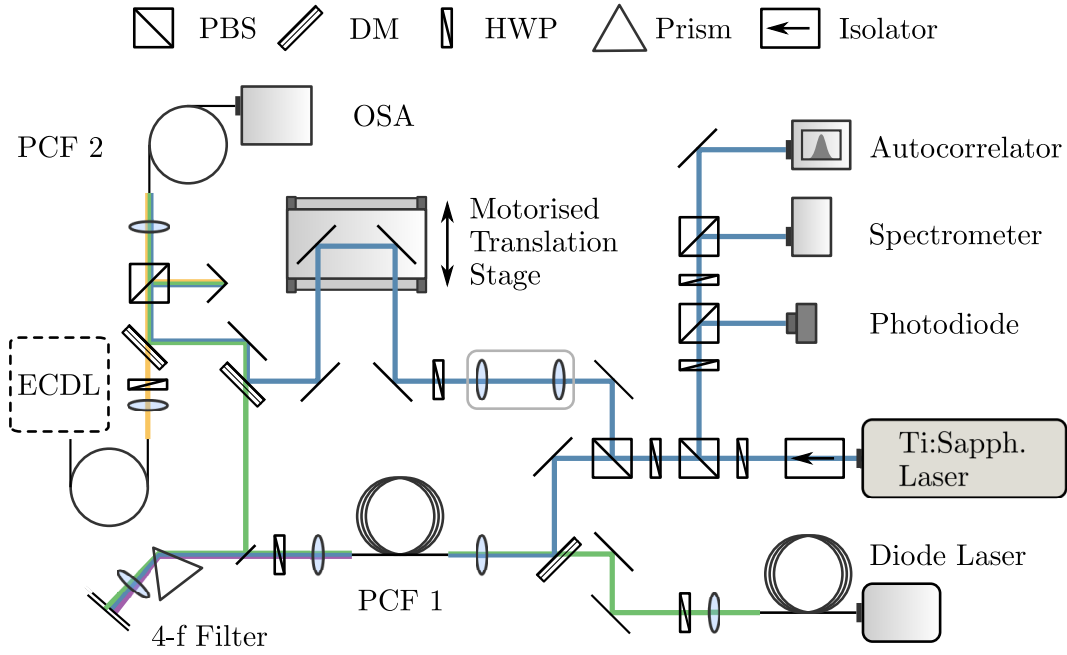 PBS
DM
HWP
Prism
Isolator
OSA
PCF 2
Autocorrelator
Motorised
Translation
Stage
Spectrometer
Photodiode
ECDL
Ti:Sapph.
Laser
Diode Laser
PCF 1
4-f Filter